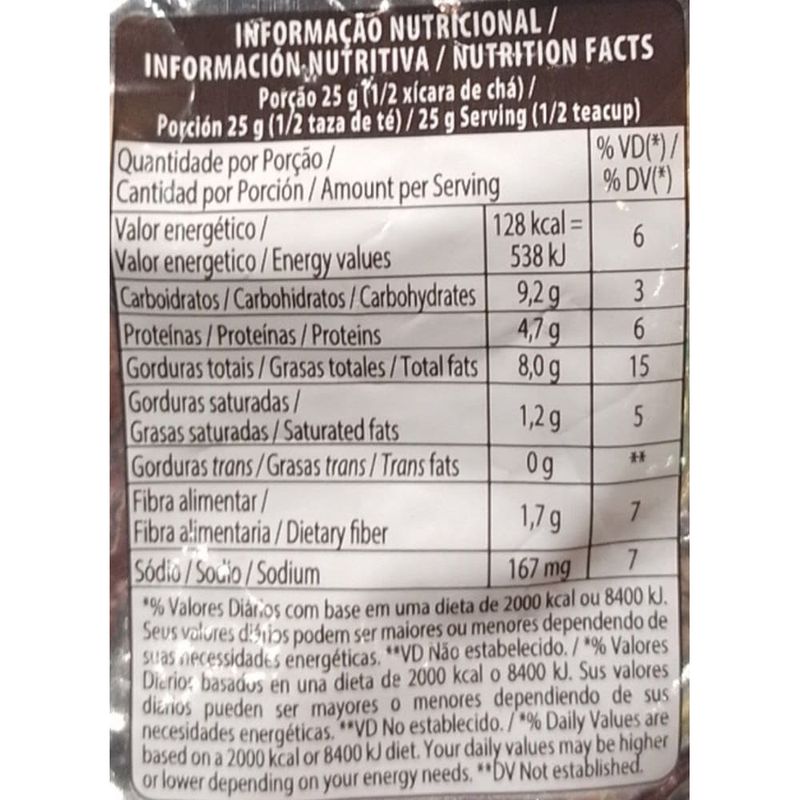 INFORMAÇÃO NUTRICIONAL /
INFORMACIÓN NUTRITIVA / NUTRITION FACTS
Porção 25 g (1/2 xícara de chá) /
Porción 25 g (1/2 taza de té) / 25 g Serving (1/2 teacup)
Quantidade por Porção /
Cantidad por Porción / Amount per Serving
% VD(*) /
% DV(*)
Valor energético /
Valor energetico / Energy values
128 kcal =
538 kJ
6
Carboidratos / Carbohidratos / Carbohydrates 9,2 g 3
Proteínas / Proteínas / Proteins 4,7 g 6
Gorduras totais / Grasas totales / Total fats 8,0 g 15
Gorduras saturadas /
Grasas saturadas / Saturated fats
1,2 g 5
Gorduras trans / Grasas trans / Trans fats 0 g **
Fibra alimentar /
Fibra alimentaria / Dietary fiber
1,7 g 7
Sódio / Sodio / Sodium 167 mg 7
*% Valores Diários com base em uma dieta de 2000 kcal ou 8400 kJ.
Seus valores diários podem ser maiores ou menores dependendo de
suas necessidades energéticas. **VD Não estabelecido. / *% Valores
Diarios basados en una dieta de 2000 kcal o 8400 kJ. Sus valores
diarios pueden ser mayores o menores dependiendo de sus
necesidades energéticas. **VD No establecido. / *% Daily Values are
based on a 2000 kcal or 8400 kJ diet. Your daily values may be higher
or lower depending on your energy needs. **DV Not established.